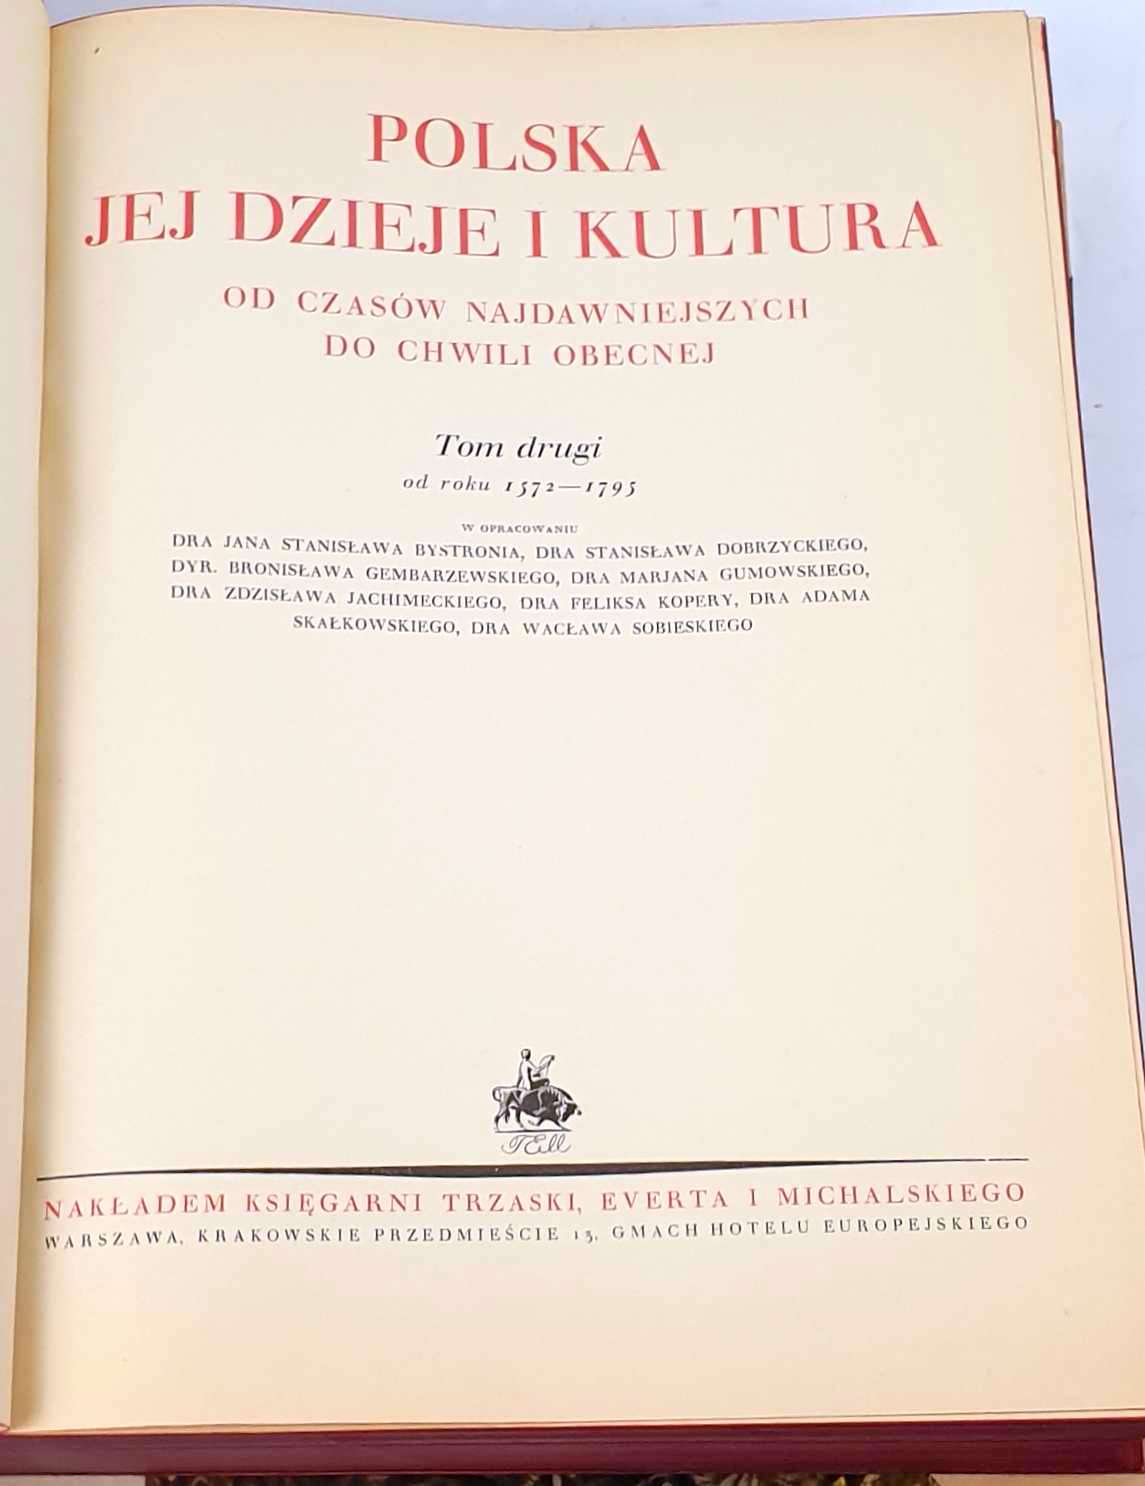 POLSKA
JEJ DZIEJE I KULTURA
OD CZASÓW NAJDAWNIEJSZYCH
DO CHWILI OBECNEJ
Tom drugi
od roku 1572—1795
W OPRACOWANIU
DRA JANA STANISŁAWA BYSTRONIA, DRA STANISŁAWA DOBRZYCKIEGO,
DYR. BRONISŁAWA GEMBARZEWSKIEGO, DRA MARJANA GUMOWSKIEGO,
DRA ZDZISŁAWA JACHIMECKIEGO, DRA FELIKSA KOPERY, DRA ADAMA
SKAŁKOWSKIEGO, DRA WACŁAWA SOBIESKIEGO
NAKŁADEM KSIĘGARNI TRZASKI, EVERTA I MICHALSKIEGO
WARSZAWA, KRAKOWSKIE PRZEDMIEŚCIE 13, GMACH HOTELU EUROPEJSKIEGO